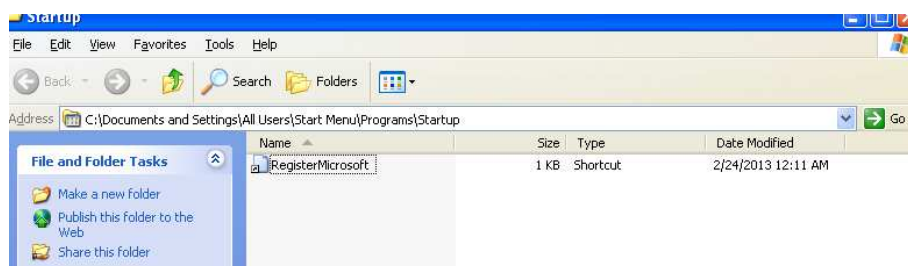 Startup
File Edit View Favorites Tools Help
Back Search Folders
Address C:\Documents and Settings\All Users\Start Menu\Programs\Startup Go
Name Size Type Date Modified
File and Folder Tasks
RegisterMicrosoft 1 KB Shortcut 2/24/2013 12:11 AM
Make a new folder
Publish this folder to the
Web
Share this folder